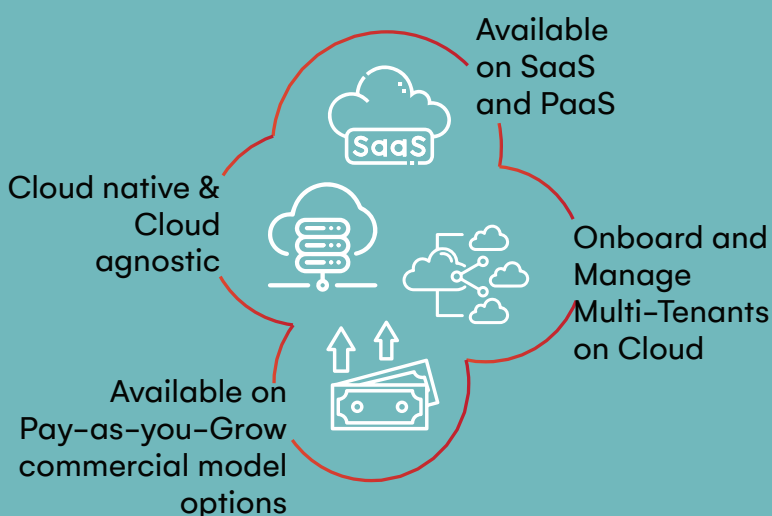 Available
on SaaS
and PaaS
SaaS
Cloud native &
Cloud
agnostic
Onboard and
Manage
Multi-Tenants
on Cloud
Available on
Pay-as-you-Grow
commercial model
options